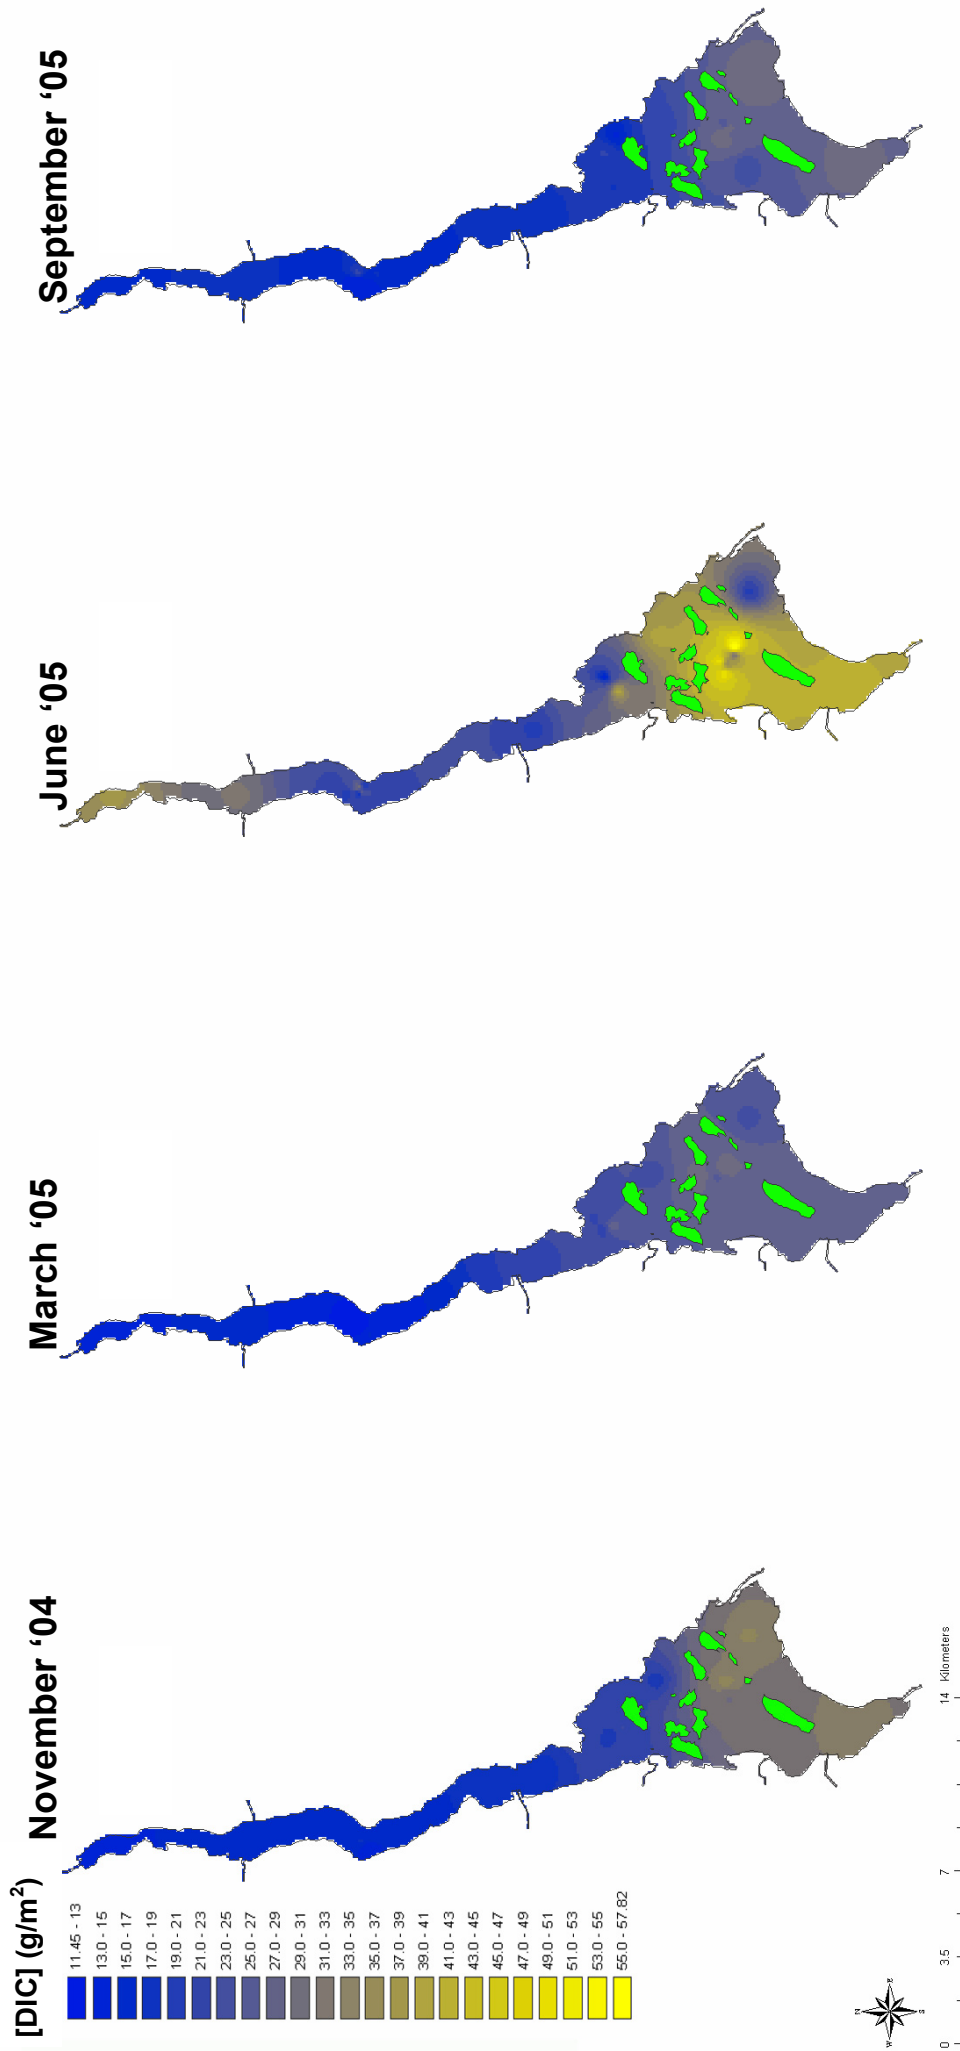 [DIC] (g/m²)
11.45 - 13
13.0 - 15
15.0 - 17
17.0 - 19
19.0 - 21
21.0 - 23
23.0 - 25
25.0 - 27
27.0 - 29
29.0 - 31
31.0 - 33
33.0 - 35
35.0 - 37
37.0 - 39
39.0 - 41
41.0 - 43
43.0 - 45
45.0 - 47
47.0 - 49
49.0 - 51
51.0 - 53
53.0 - 55
55.0 - 57.82
November ‘04
March ‘05
June ‘05
September ‘05
N
W E
S
0 3.5 7 14 Kilometers